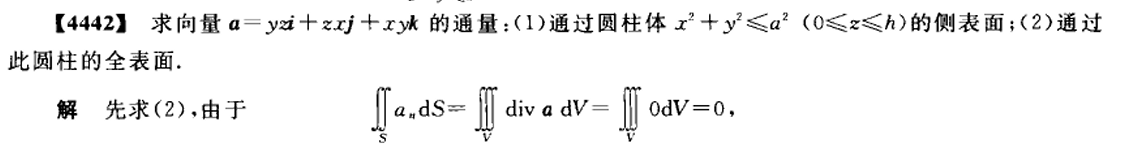 【4442】 求向量 a=yzi+zxj+xyk 的通量:(1)通过圆柱体 x²+y²≤a² (0≤z≤h)的侧表面;(2)通过
此圆柱的全表面.
解 先求(2),由于 ∬_S aₙdS=∭_V div a dV=∭_V 0dV=0,